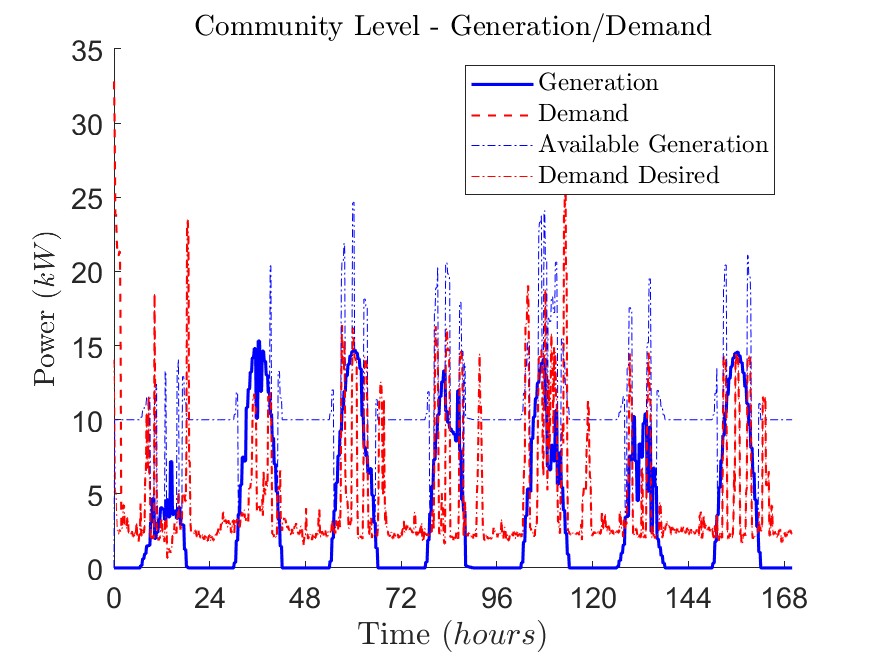 Community Level - Generation/Demand
35
30
25
20
15
10
5
0
Power (kW)
Generation
Demand
Available Generation
Demand Desired
0 24 48 72 96 120 144 168
Time (hours)